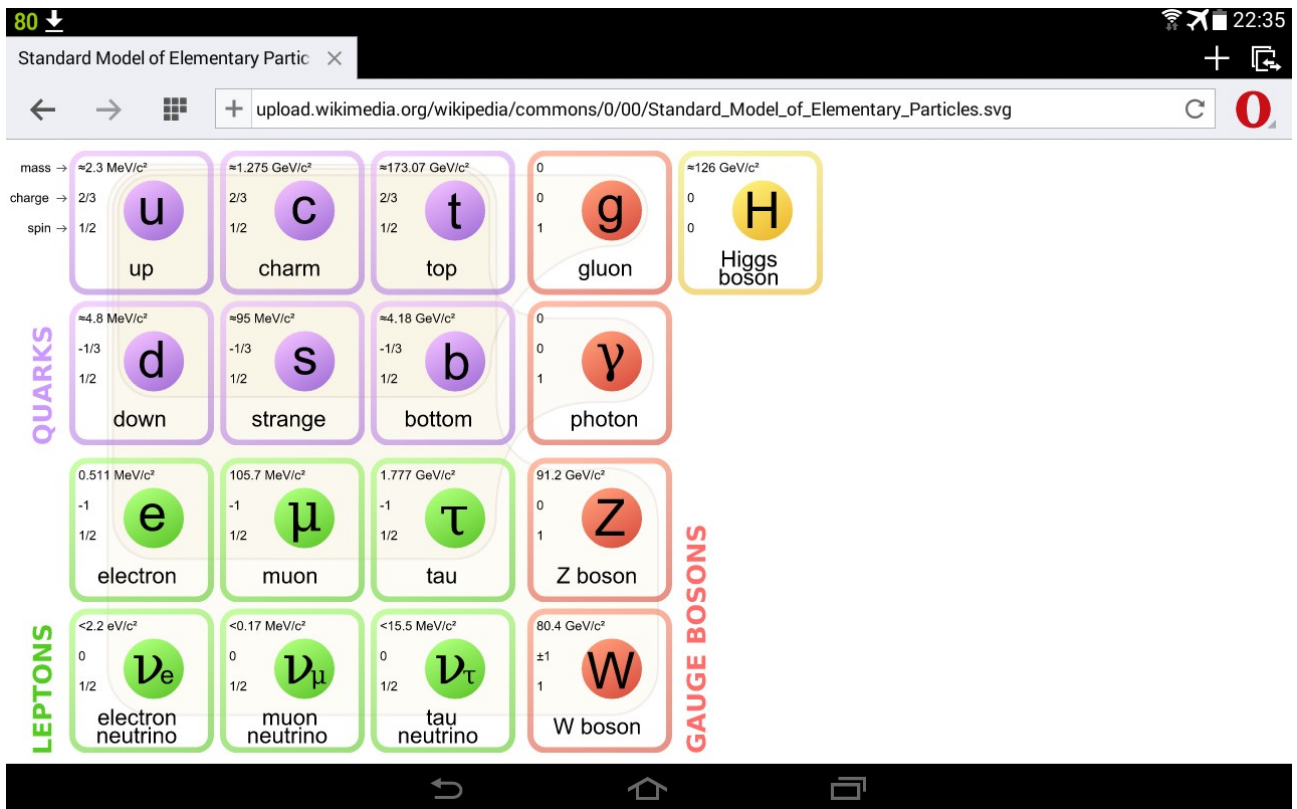 80 22:35
Standard Model of Elementary Partic
upload.wikimedia.org/wikipedia/commons/0/00/Standard_Model_of_Elementary_Particles.svg
mass → ≈2.3 MeV/c² ≈1.275 GeV/c² ≈173.07 GeV/c² 0 ≈126 GeV/c²
charge → 2/3 2/3 2/3 0 0
spin → 1/2 1/2 1/2 1 0
u c t g H
up charm top gluon Higgs
boson
QUARKS
≈4.8 MeV/c² ≈95 MeV/c² ≈4.18 GeV/c² 0
-1/3 -1/3 -1/3 0
1/2 1/2 1/2 1
d s b γ
down strange bottom photon
0.511 MeV/c² 105.7 MeV/c² 1.777 GeV/c² 91.2 GeV/c²
-1 -1 -1 0
1/2 1/2 1/2 1
e μ τ Z
electron muon tau Z boson
LEPTONS
<2.2 eV/c² <0.17 MeV/c² <15.5 MeV/c² 80.4 GeV/c²
0 0 0 ±1
1/2 1/2 1/2 1
νe νμ ντ W
electron muon tau W boson
neutrino neutrino neutrino
GAUGE BOSONS